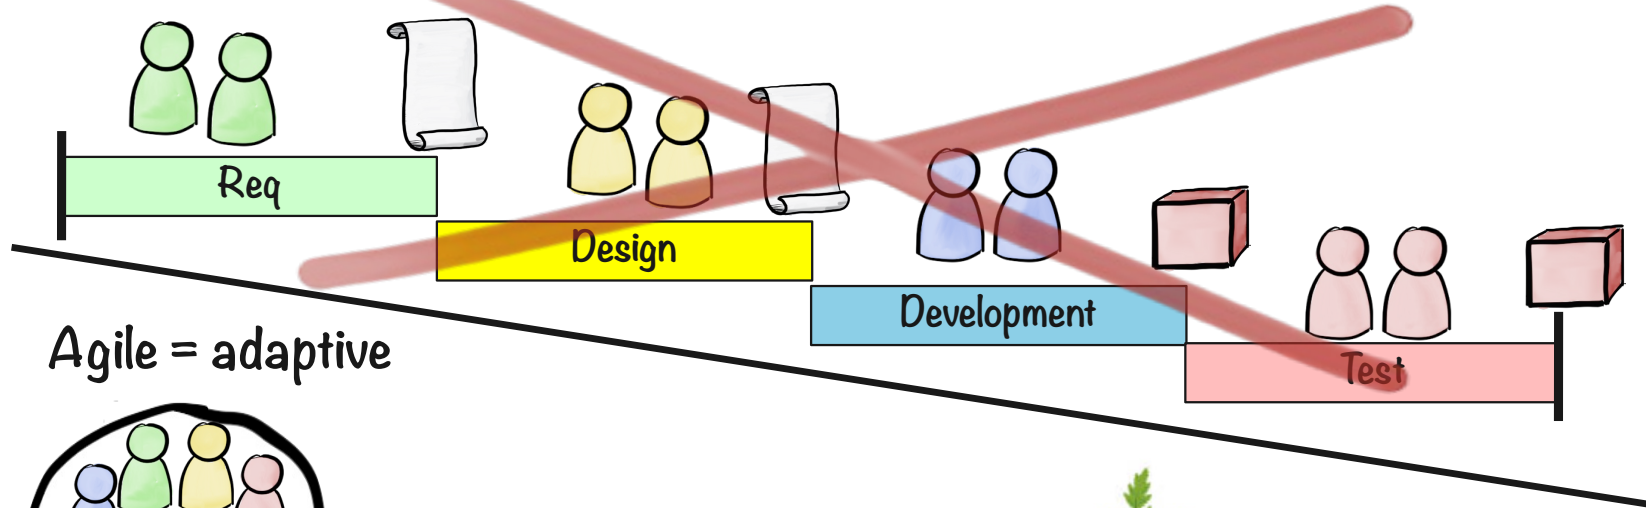 Req
Design
Development
Test
Agile = adaptive